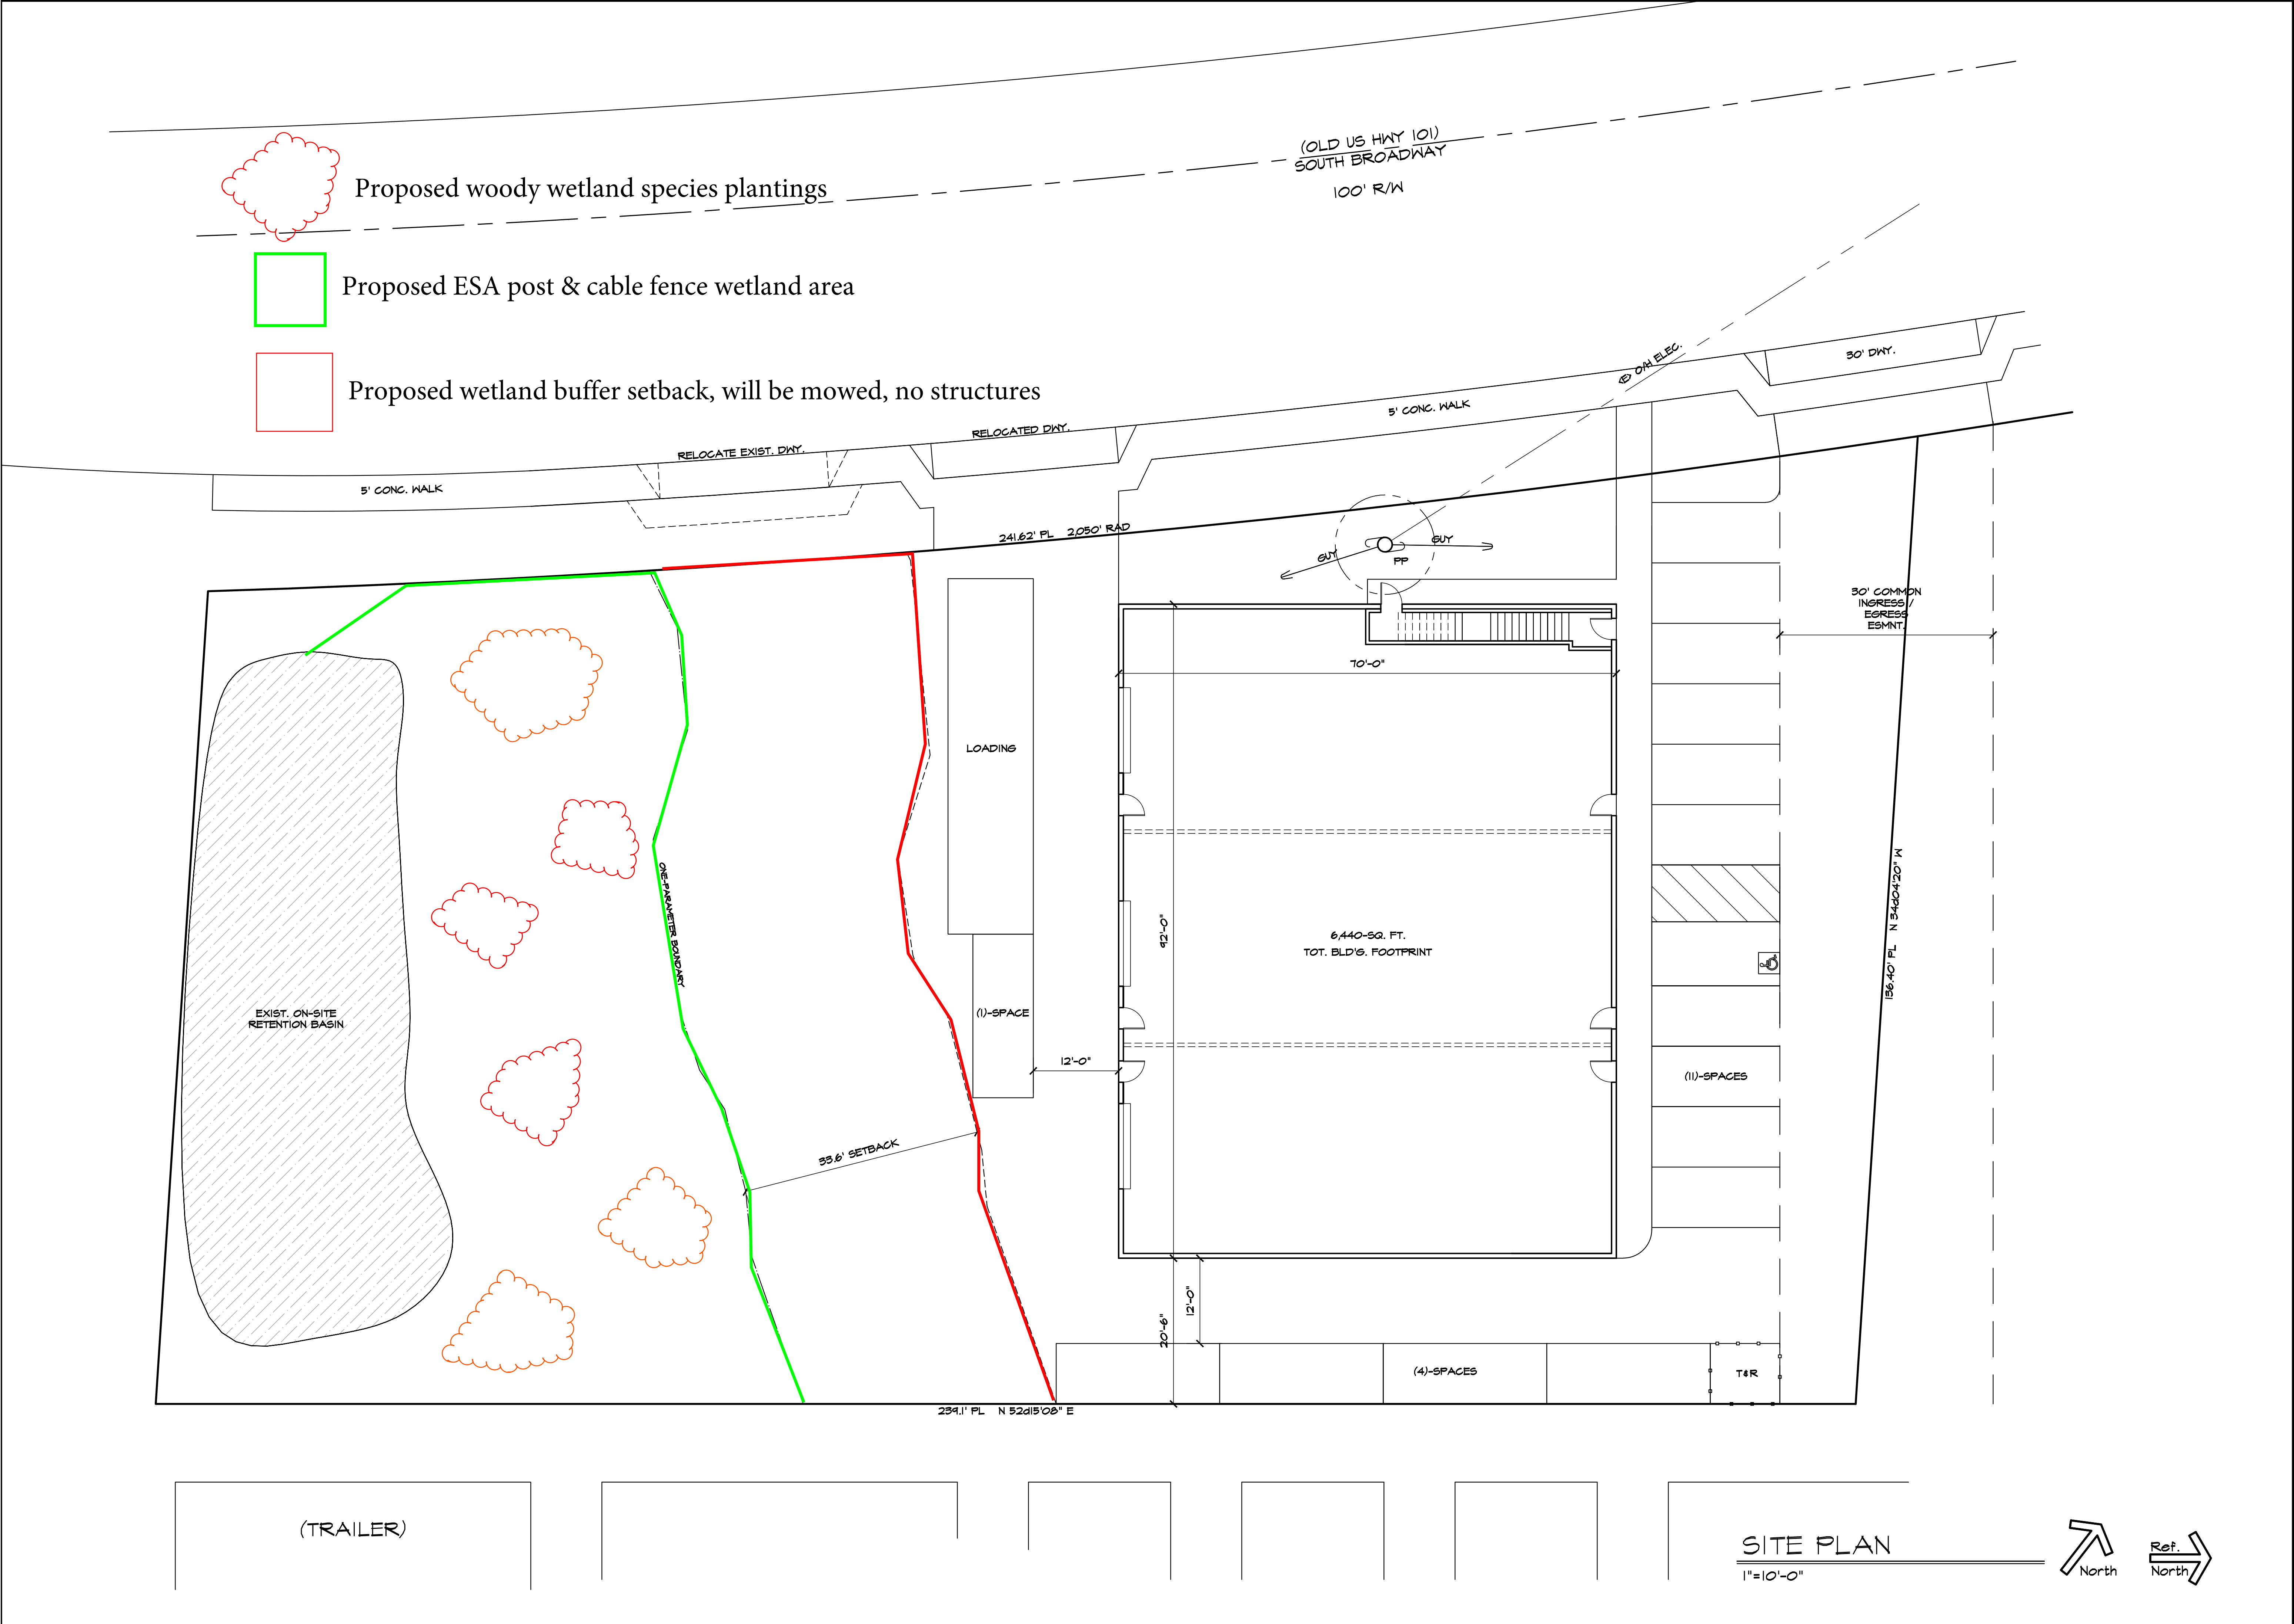 (OLD US HWY 101)
SOUTH BROADWAY
100' R/W
Proposed woody wetland species plantings
Proposed ESA post & cable fence wetland area
Proposed wetland buffer setback, will be mowed, no structures
(E) O/H ELEC.
30' DWY.
5' CONC. WALK
RELOCATED DWY.
RELOCATE EXIST. DWY.
5' CONC. WALK
241.62' PL 2,050' RAD
GUY
GUY
PP
30' COMMON
INGRESS /
EGRESS
ESMNT.
70'-0"
LOADING
ONE-PARAMETER BOUNDARY
92'-0"
6,440-SQ. FT.
TOT. BLD'G. FOOTPRINT
136.40' PL N 34d04'20" W
EXIST. ON-SITE
RETENTION BASIN
(1)-SPACE
12'-0"
(11)-SPACES
33.6' SETBACK
20'-6"
12'-0"
(4)-SPACES
T&R
239.1' PL N 52d15'08" E
(TRAILER)
SITE PLAN
1"=10'-0"
North
Ref.
North